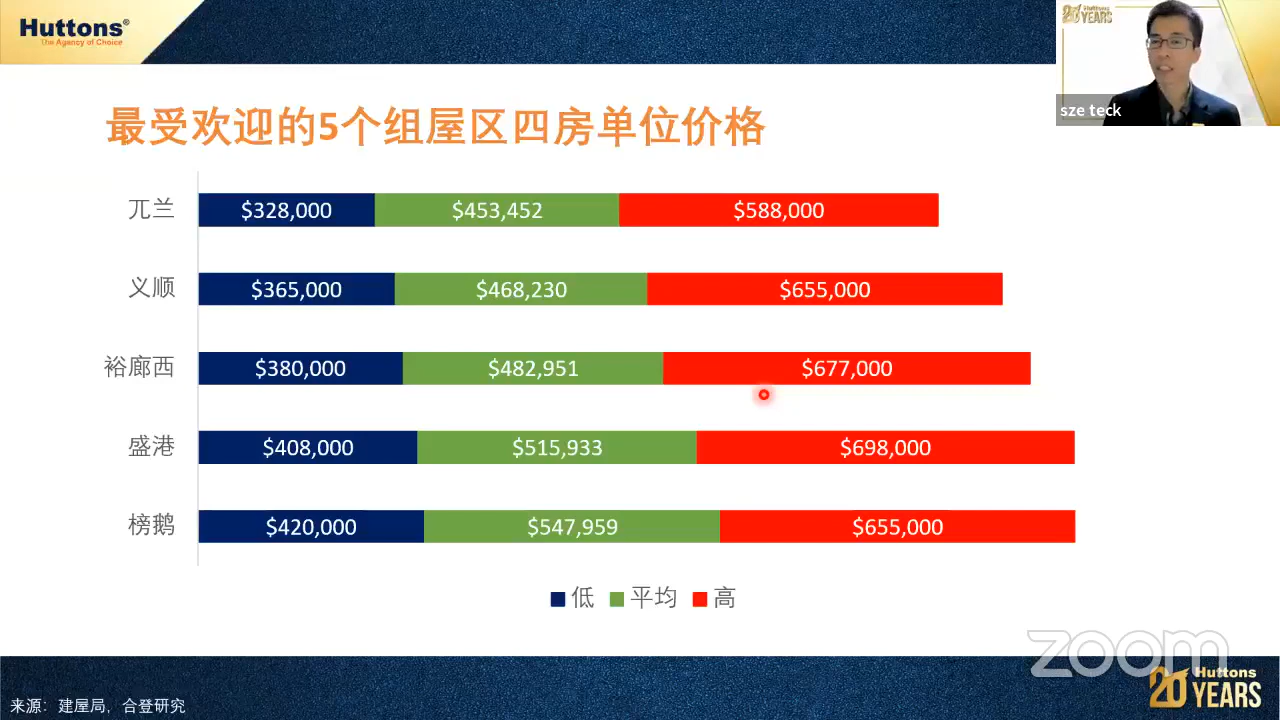 Huttons®
The Agency of Choice
20 Huttons
YEARS
sze teck
最受欢迎的5个组屋区四房单位价格
兀兰
$328,000
$453,452
$588,000
义顺
$365,000
$468,230
$655,000
裕廊西
$380,000
$482,951
$677,000
盛港
$408,000
$515,933
$698,000
榜鹅
$420,000
$547,959
$655,000
低 平均 高
zoom
来源：建屋局，合登研究
20 Huttons
YEARS